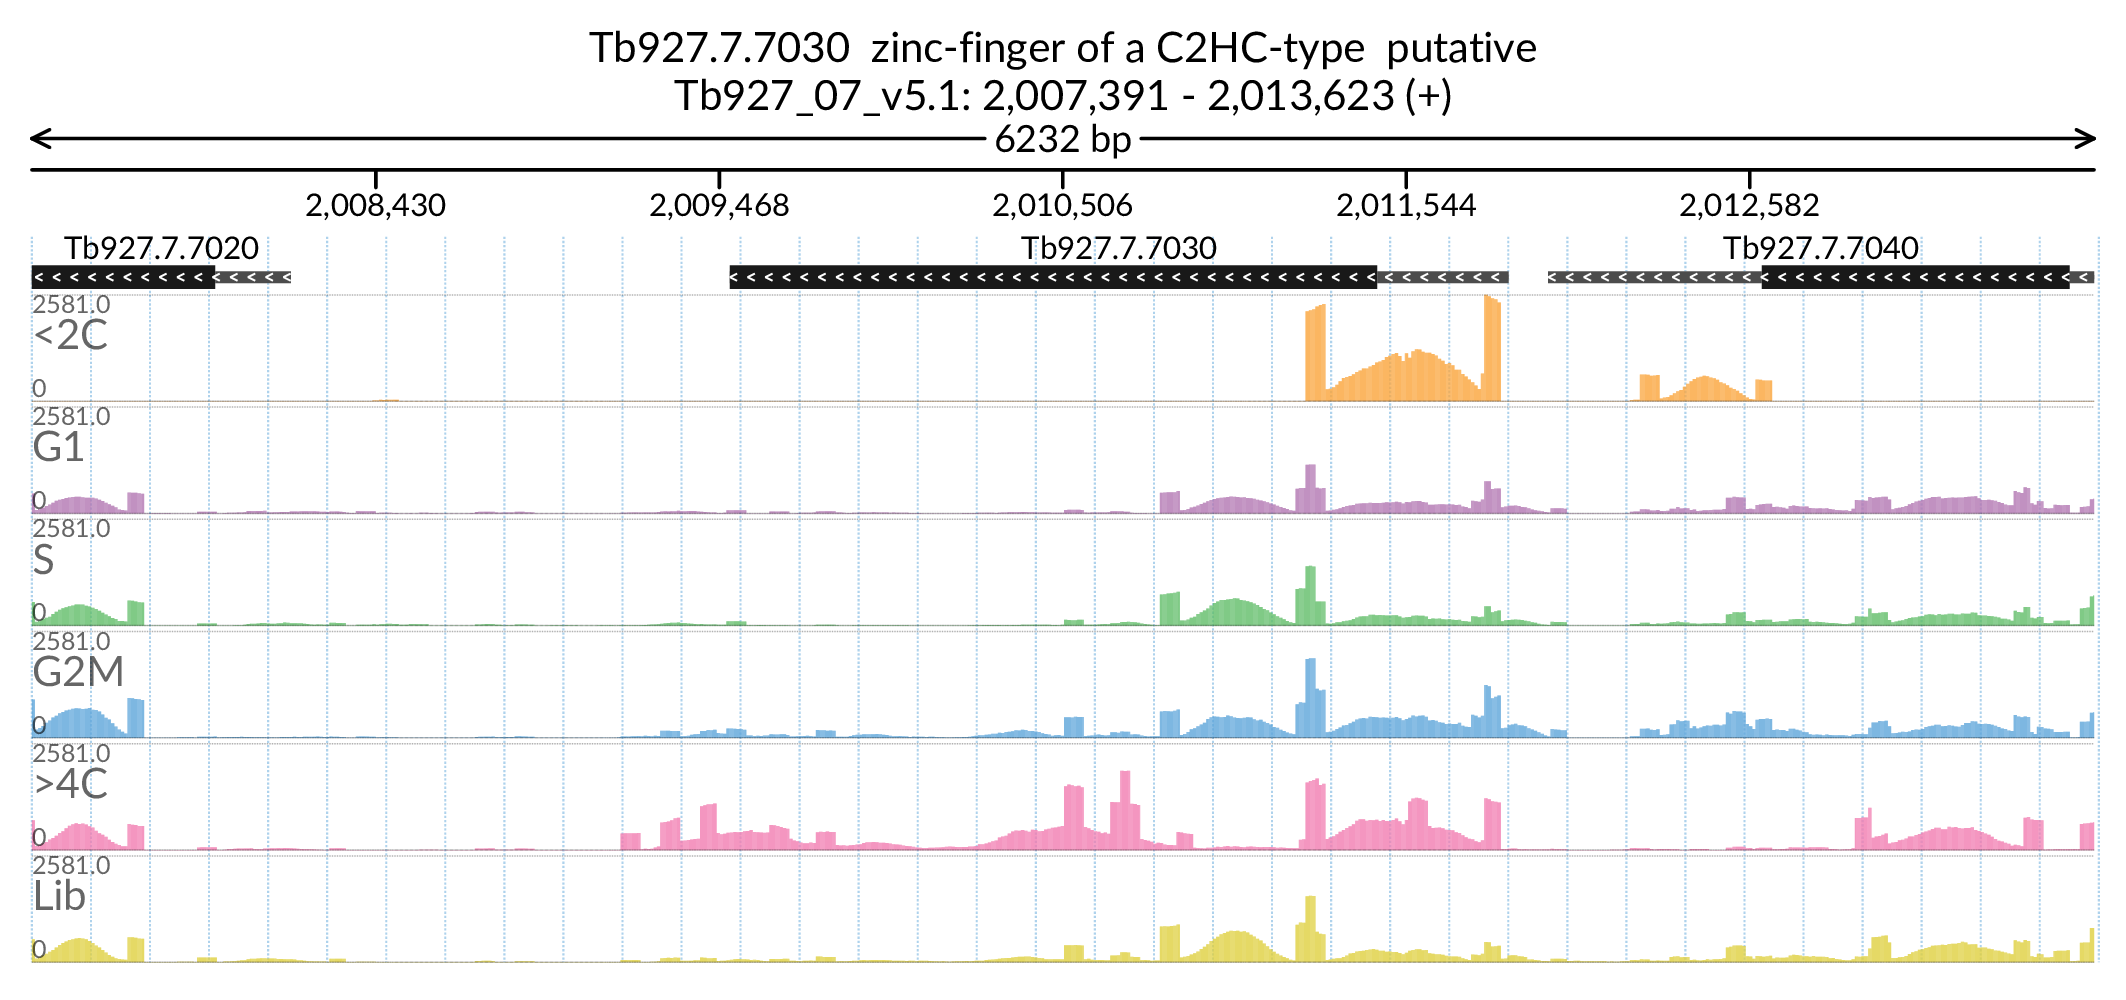 Tb927.7.7030  zinc-finger of a C2HC-type  putative
Tb927_07_v5.1: 2,007,391 - 2,013,623 (+)
6232 bp
2,008,430 2,009,468 2,010,506 2,011,544 2,012,582
Tb927.7.7020 Tb927.7.7030 Tb927.7.7040
2581.0
<2C
0
2581.0
G1
0
2581.0
S
0
2581.0
G2M
0
2581.0
>4C
0
2581.0
Lib
0